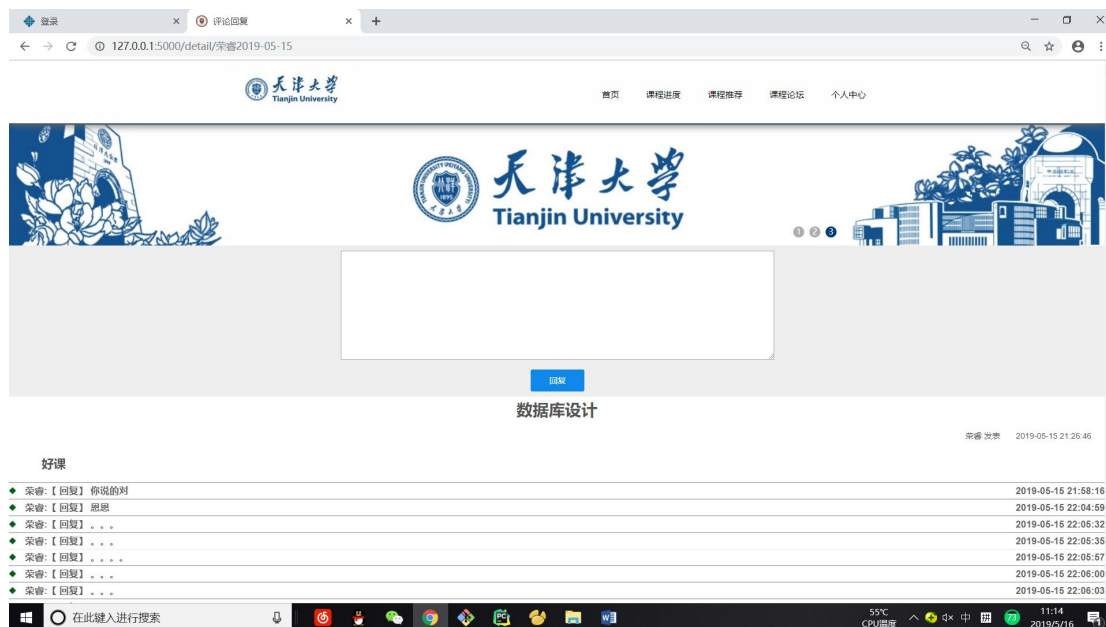 登录
评论回复
127.0.0.1:5000/detail/荣睿2019-05-15
天津大学
Tianjin University
首页 课程进度 课程推荐 课程论坛 个人中心
天津大学
Tianjin University
1 2 3
回复
数据库设计
荣睿 发表 2019-05-15 21:26:46
好课
荣睿:【 回复】 你说的对 2019-05-15 21:58:16
荣睿:【 回复】 恩恩 2019-05-15 22:04:59
荣睿:【 回复】 。。。 2019-05-15 22:05:32
荣睿:【 回复】 。。。 2019-05-15 22:05:35
荣睿:【 回复】 。。。。 2019-05-15 22:05:57
荣睿:【 回复】 。。。 2019-05-15 22:06:00
荣睿:【 回复】 。。。 2019-05-15 22:06:03
在此键入进行搜索
55℃
CPU温度
中
73
11:14
2019/5/16